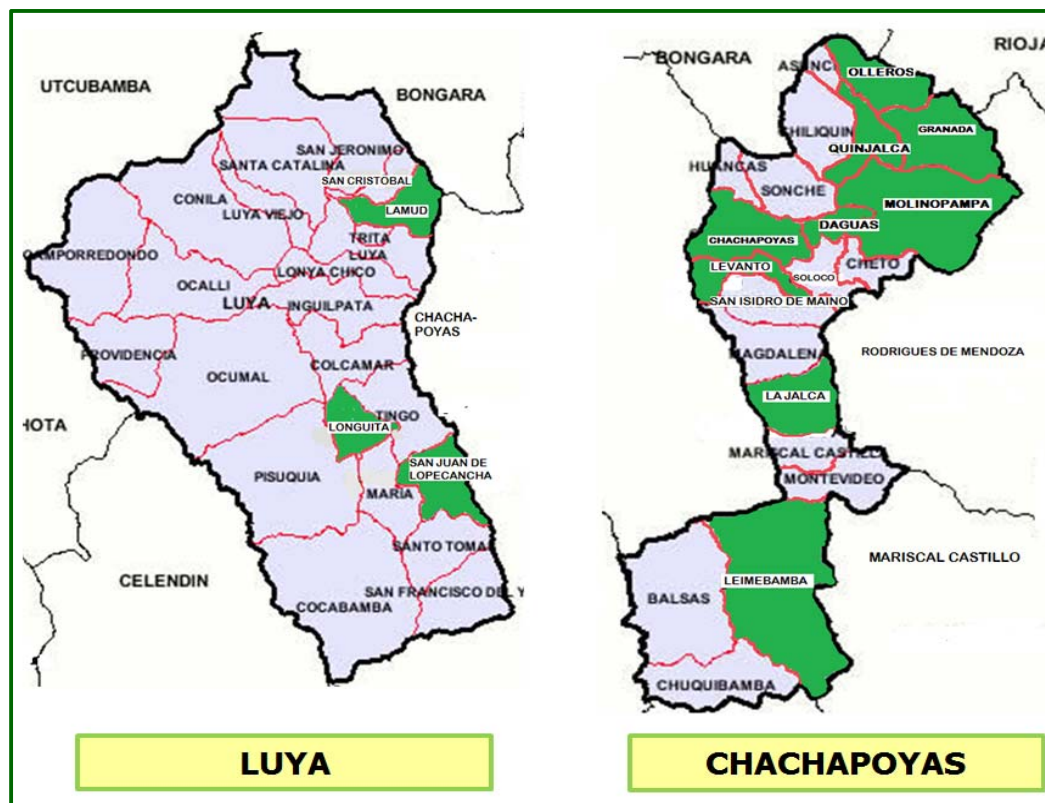 UTCUBAMBA
BONGARA
SAN JERONIMO
SANTA CATALINA
SAN CRISTOBAL
CONILA
LUYA VIEJO
LAMUD
TRITA
LUYA
CAMPORREDONDO
LONYA CHICO
OCALLI
LUYA
INGUILPATA
CHACHA-
POYAS
PROVIDENCIA
COLCAMAR
OCUMAL
TINGO
HOTA
LONGUITA
SAN JUAN DE
LOPECANCHA
PISUQUIA
MARIA
SANTO TOMA
CELENDIN
SAN FRANCISCO DEL Y
COCABAMBA
LUYA
BONGARA
RIOJA
ASUNCI
OLLEROS
GRANADA
CHILIQUIN
QUINJALCA
HUANCAS
SONCHE
MOLINOPAMPA
DAGUAS
CHACHAPOYAS
LEVANTO
SOLOCO
CHETO
SAN ISIDRO DE MAINO
MAGDALENA
RODRIGUES DE MENDOZA
LA JALCA
MARISCAL CASTILLO
MONTEVIDEO
MARISCAL CASTILLO
LEIMEBAMBA
BALSAS
CHUQUIBAMBA
CHACHAPOYAS